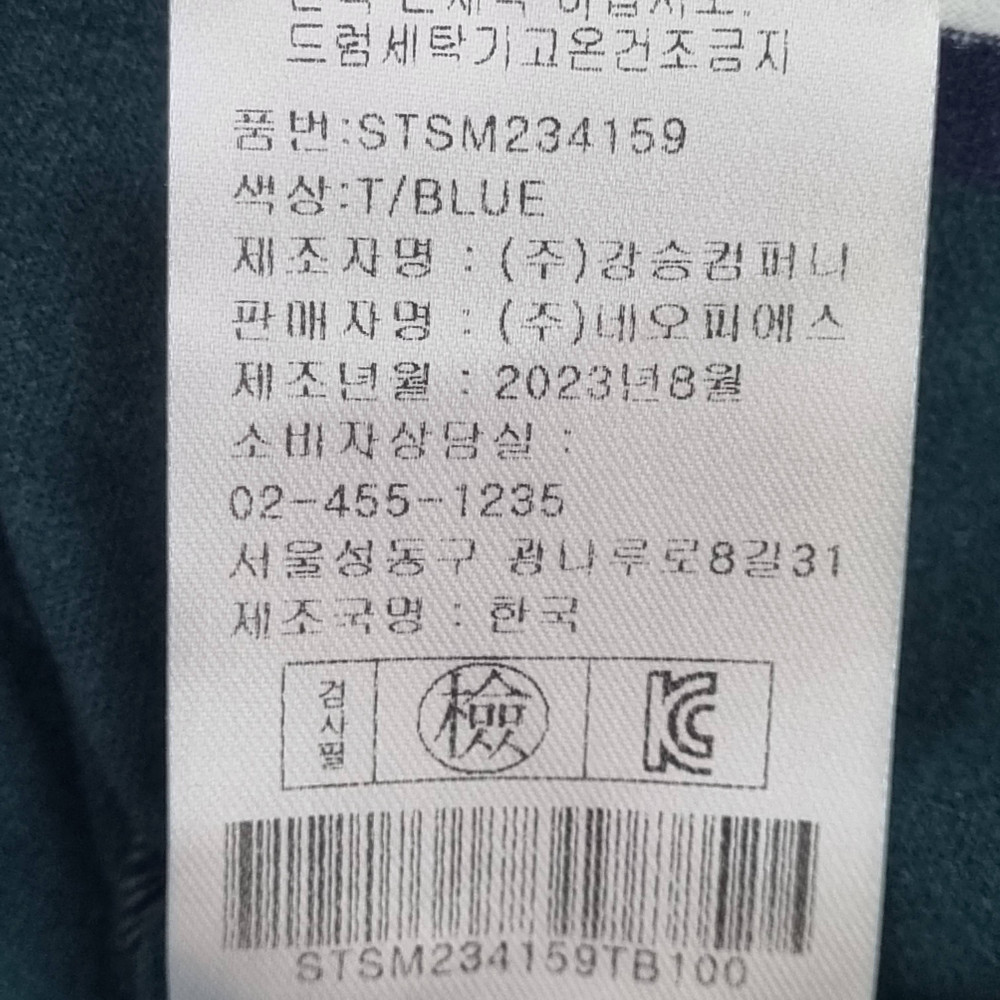 드럼세탁기고온건조금지
품번:STSM234159
색상:T/BLUE
제조자명 : (주)강승컴퍼니
판매자명 : (주)네오피에스
제조년월 : 2023년8월
소비자상담실 :
02-455-1235
서울성동구 광나루로8길31
제조국명 : 한국
검사필
檢
KC
STSM234159TB100